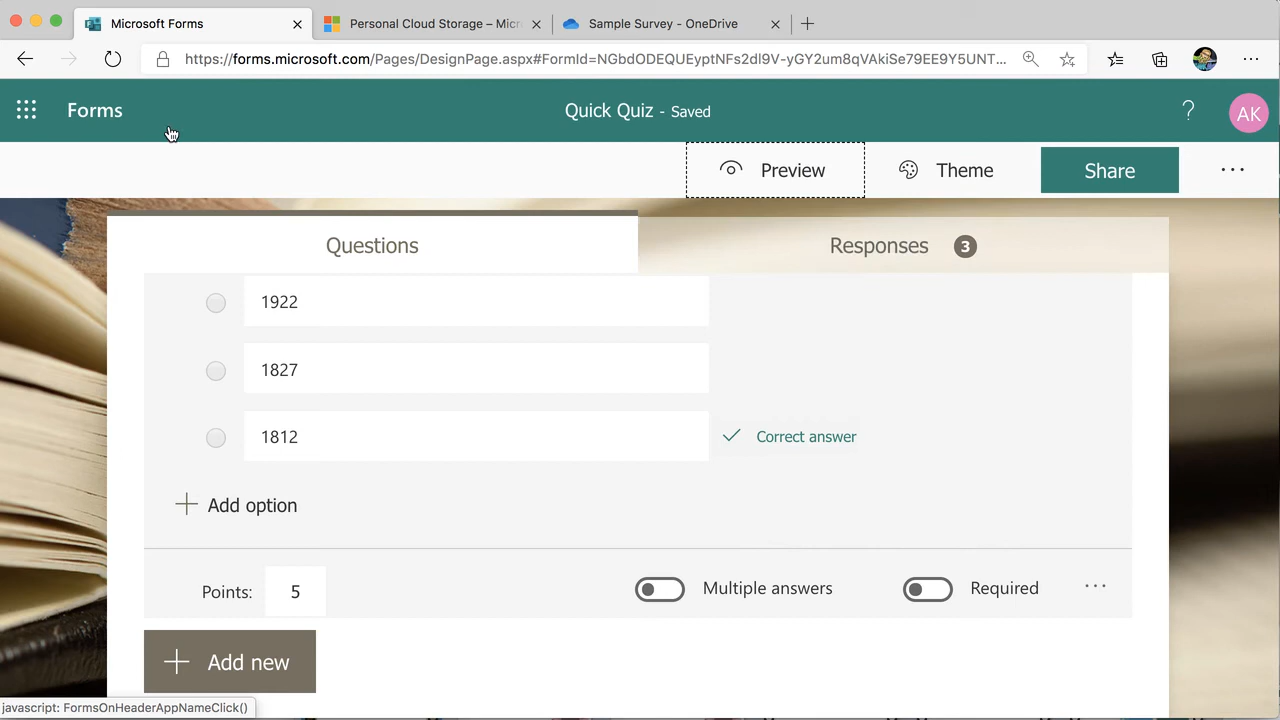 Microsoft Forms
Personal Cloud Storage – Micr
Sample Survey - OneDrive
https://forms.microsoft.com/Pages/DesignPage.aspx#FormId=NGbdODEQUEyptNFs2dl9V-yGY2um8qVAkiSe79EE9Y5UNT...
Forms
Quick Quiz - Saved
?
AK
Preview
Theme
Share
Questions
Responses 3
1922
1827
1812
Correct answer
Add option
Points: 5
Multiple answers
Required
Add new
javascript: FormsOnHeaderAppNameClick()